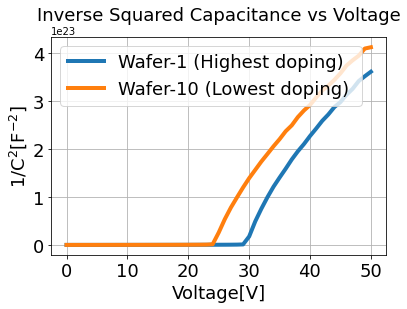 Inverse Squared Capacitance vs Voltage
1e23
Wafer-1 (Highest doping)
Wafer-10 (Lowest doping)
4
3
2
1
0
1/C²[F⁻²]
0 10 20 30 40 50
Voltage[V]